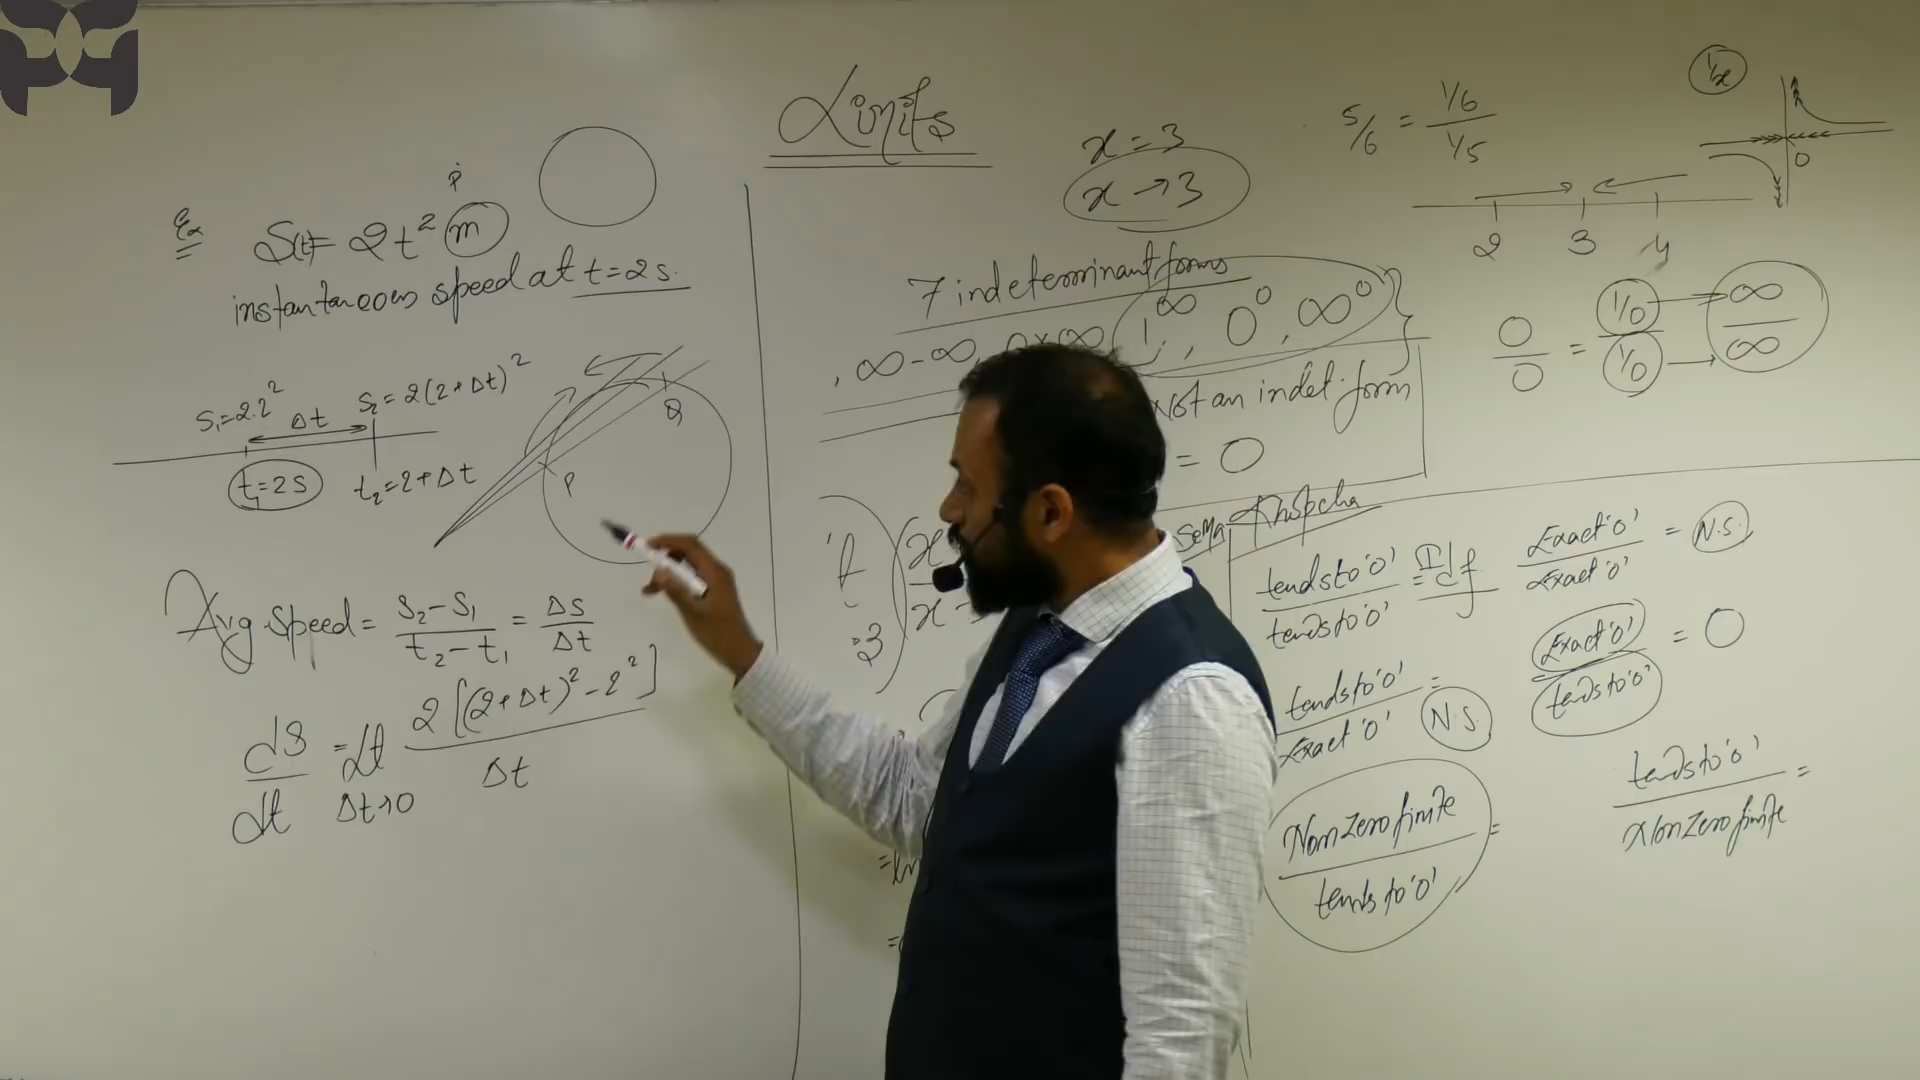 Limits
Ex S(t) = 2t² m
P
instantaneous speed at t=2s.
S₁=2.2² Δt S₂=2(2+Δt)²
t₁=2s t₂=2+Δt
P Q
Avg Speed = S₂-S₁/t₂-t₁ = ΔS/Δt
dS/dt = Lt Δt→0 2[(2+Δt)²-2²]/Δt
x=3
x→3
7 indeterminant forms
, ∞-∞, 0×∞, 1^∞, 0⁰, ∞⁰
Not an indet form
= 0
5/6 = 1/6 / 1/5
1/x
0
2 3 4
0/0 = 1/0 / 1/0 → ∞/∞
tends to '0' / tends to '0' = Idf
Exact '0' / Exact '0' = N.S.
tends to '0' / Exact '0' = N.S.
Exact '0' / tends to '0' = 0
Non zero finite / tends to '0' =
tends to '0' / Non zero finite =